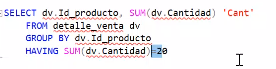 SELECT dv.Id_producto, SUM(dv.Cantidad) 'Cant'
FROM detalle_venta dv
GROUP BY dv.Id_producto
HAVING SUM(dv.Cantidad)=20